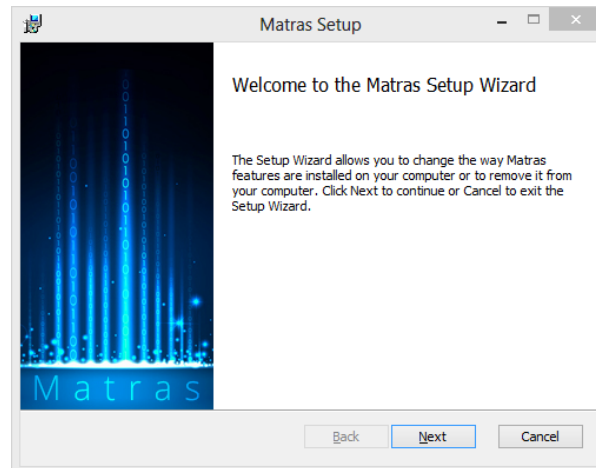 Matras Setup
Welcome to the Matras Setup Wizard
The Setup Wizard allows you to change the way Matras
features are installed on your computer or to remove it from
your computer. Click Next to continue or Cancel to exit the
Setup Wizard.
Matras
Back Next Cancel